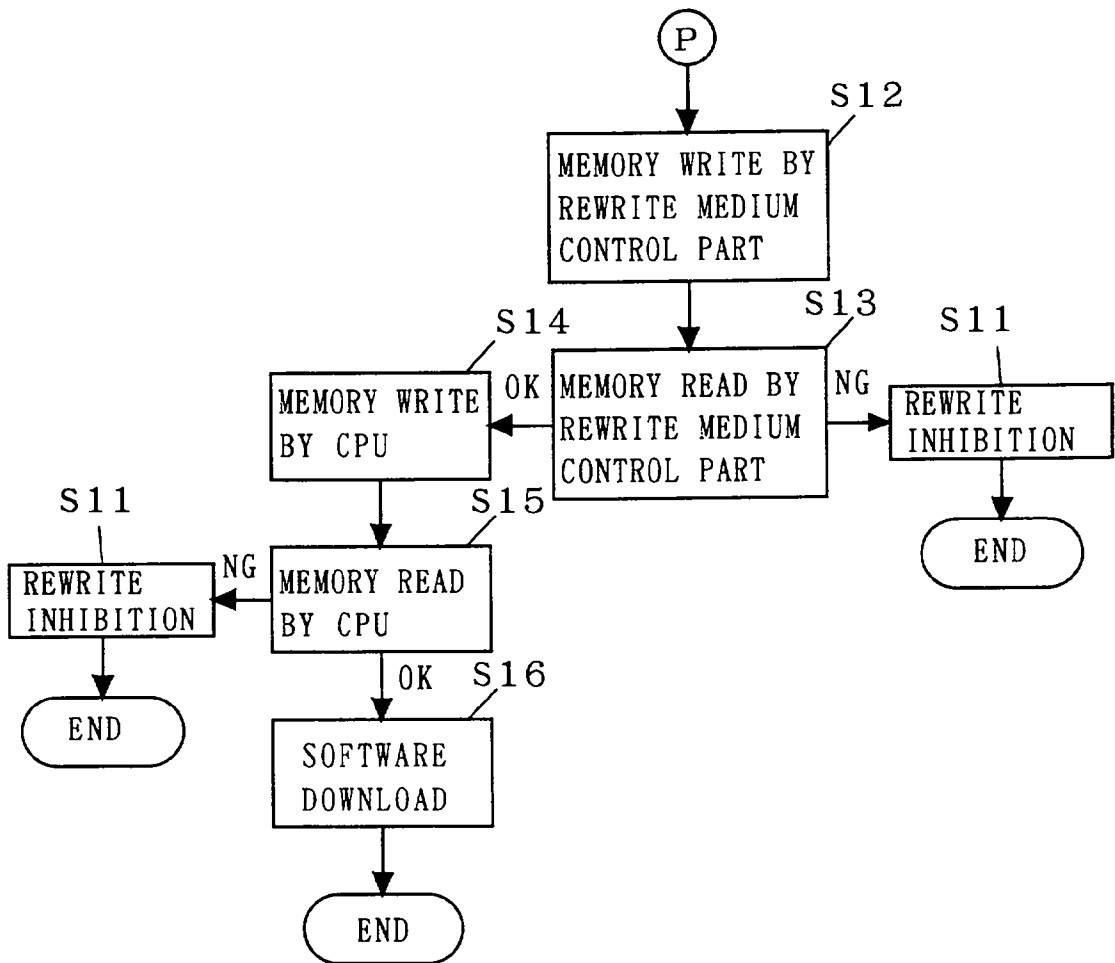 P
S12
MEMORY WRITE BY
REWRITE MEDIUM
CONTROL PART
S13
MEMORY READ BY
REWRITE MEDIUM
CONTROL PART
OK
NG
S11
REWRITE
INHIBITION
END
S14
MEMORY WRITE
BY CPU
S15
MEMORY READ
BY CPU
NG
S11
REWRITE
INHIBITION
END
OK
S16
SOFTWARE
DOWNLOAD
END